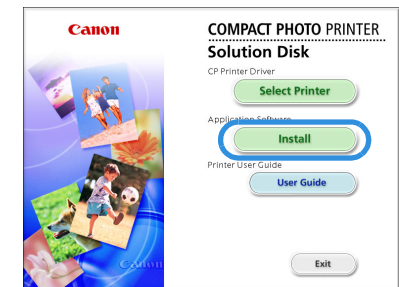 Canon
COMPACT PHOTO PRINTER
Solution Disk
CP Printer Driver
Select Printer
Application Software
Install
Printer User Guide
User Guide
Canon
Exit